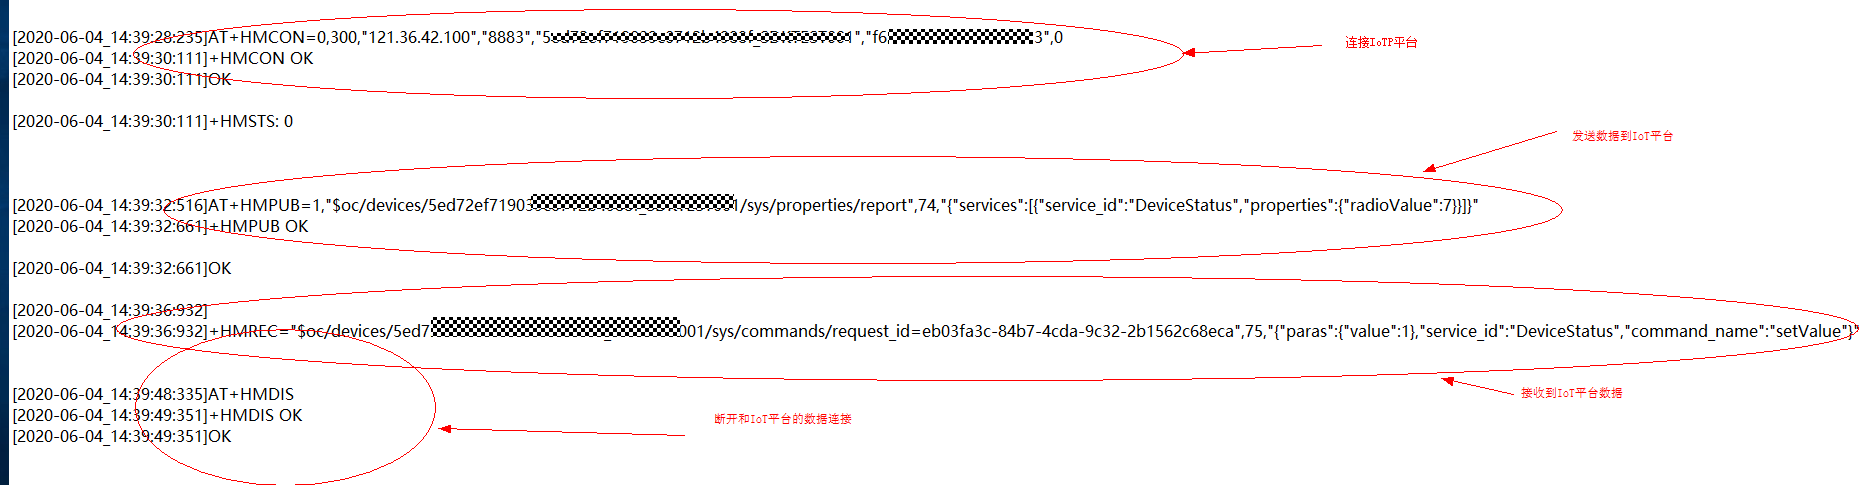 [2020-06-04_14:39:28:235]AT+HMCON=0,300,"121.36.42.100","8883","5 1","f6 3",0
连接IoTP平台
[2020-06-04_14:39:30:111]+HMCON OK
[2020-06-04_14:39:30:111]OK
[2020-06-04_14:39:30:111]+HMSTS: 0
发送数据到IoT平台
[2020-06-04_14:39:32:516]AT+HMPUB=1,"$oc/devices/5ed72ef71903 1/sys/properties/report",74,"{"services":[{"service_id":"DeviceStatus","properties":{"radioValue":7}}]}"
[2020-06-04_14:39:32:661]+HMPUB OK
[2020-06-04_14:39:32:661]OK
[2020-06-04_14:39:36:932]
[2020-06-04_14:39:36:932]+HMREC="$oc/devices/5ed7 001/sys/commands/request_id=eb03fa3c-84b7-4cda-9c32-2b1562c68eca",75,"{"paras":{"value":1},"service_id":"DeviceStatus","command_name":"setValue"}"
接收到IoT平台数据
[2020-06-04_14:39:48:335]AT+HMDIS
[2020-06-04_14:39:49:351]+HMDIS OK
断开和IoT平台的数据连接
[2020-06-04_14:39:49:351]OK